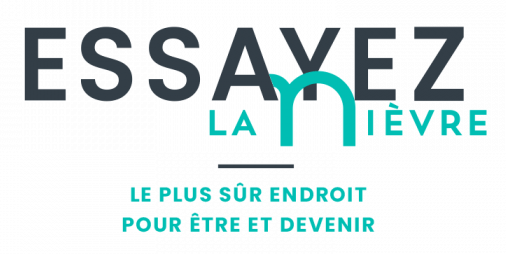 ESSAYEZ
LA nIÈVRE
LE PLUS SÛR ENDROIT
POUR ÊTRE ET DEVENIR